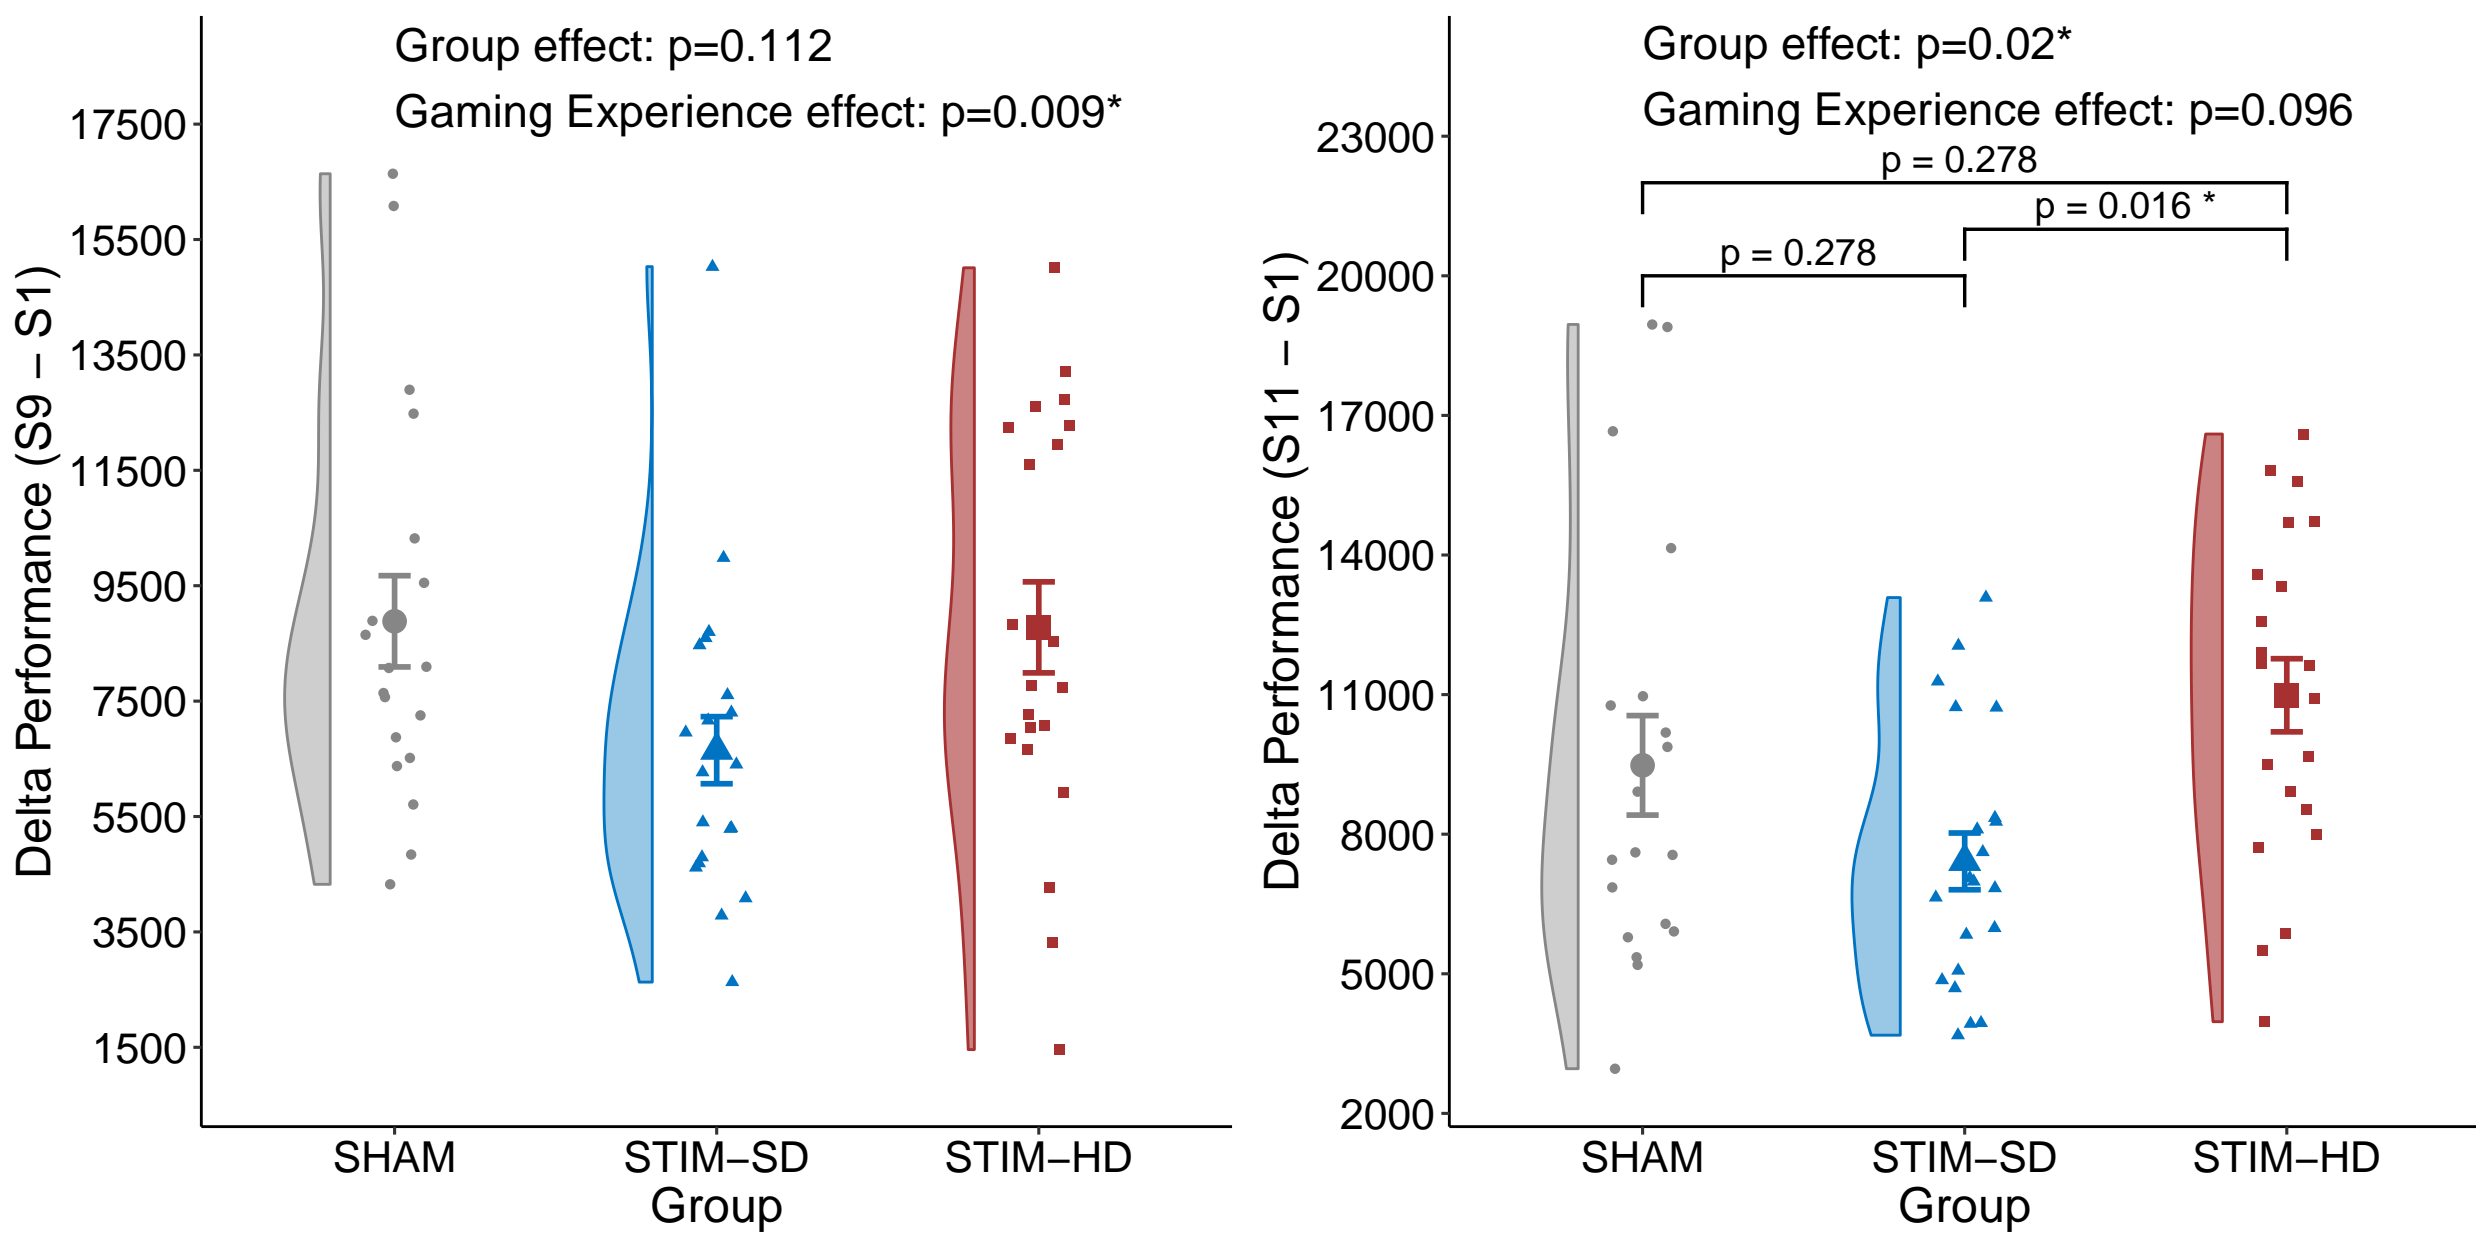 Group effect: p=0.112
Gaming Experience effect: p=0.009*
Delta Performance (S9 – S1)
17500
15500
13500
11500
9500
7500
5500
3500
1500
SHAM
STIM–SD
STIM–HD
Group
Group effect: p=0.02*
Gaming Experience effect: p=0.096
p = 0.278
p = 0.016 *
p = 0.278
Delta Performance (S11 – S1)
23000
20000
17000
14000
11000
8000
5000
2000
SHAM
STIM–SD
STIM–HD
Group